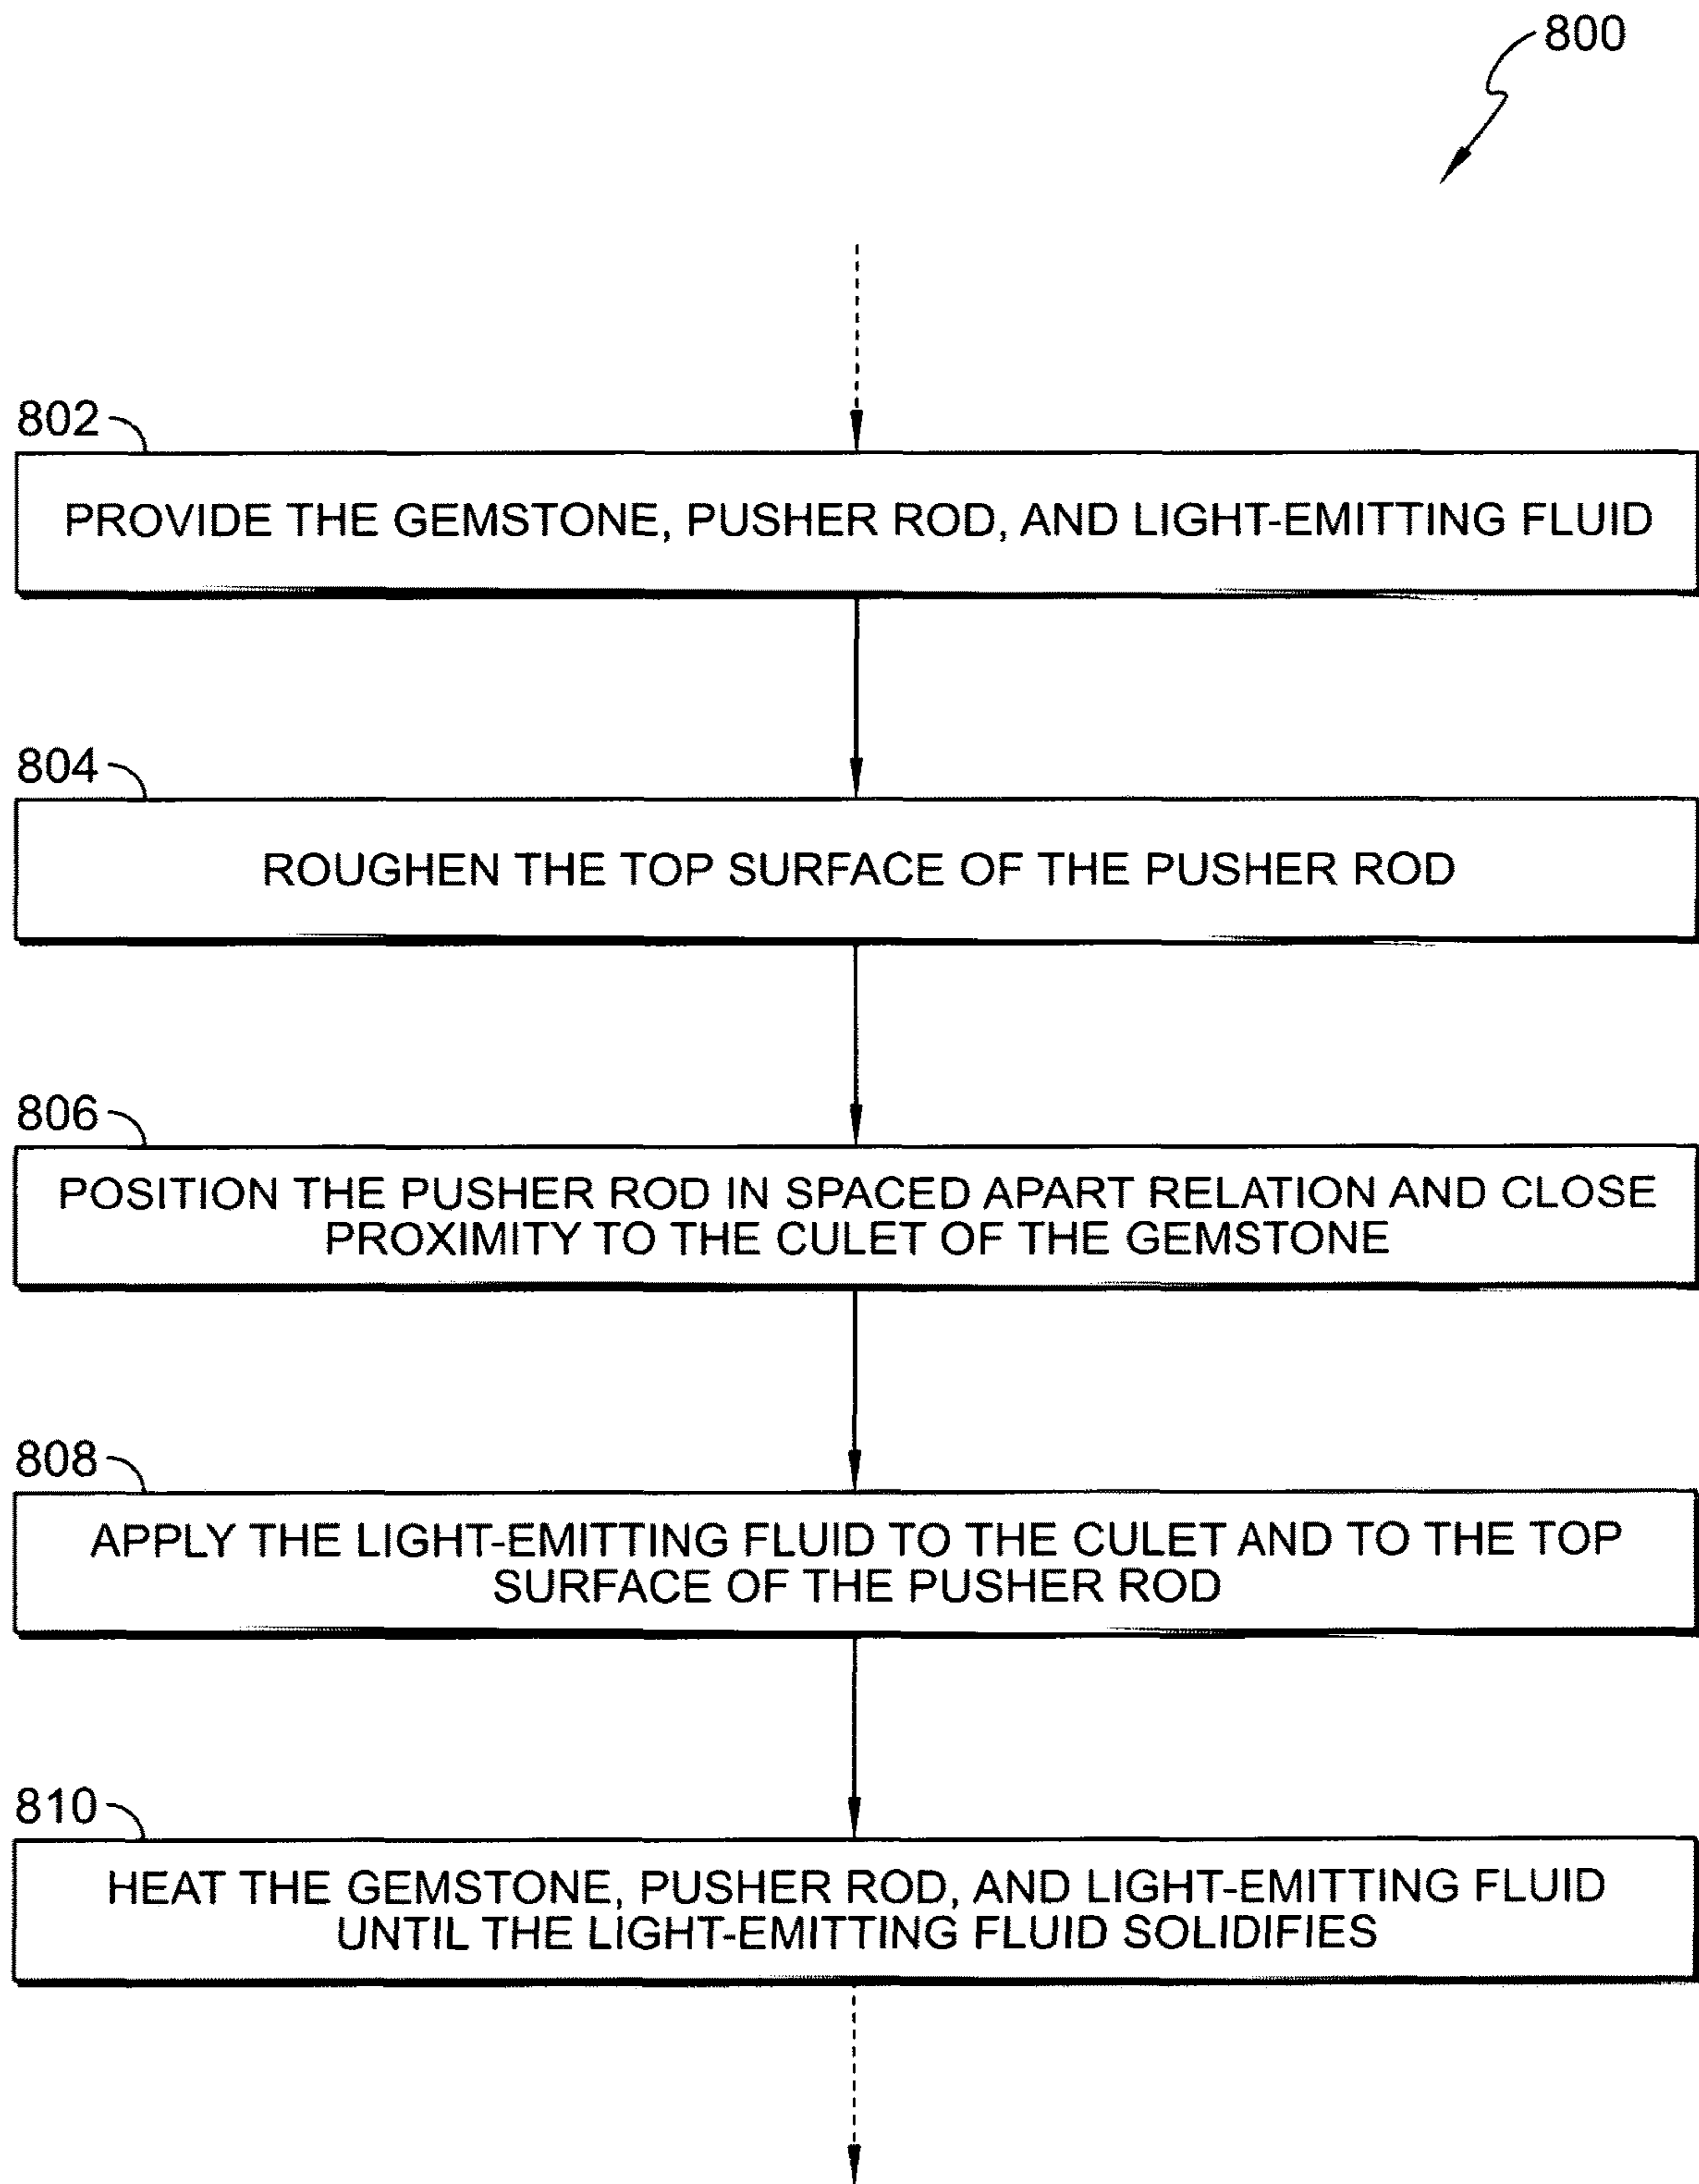 800
802
PROVIDE THE GEMSTONE, PUSHER ROD, AND LIGHT-EMITTING FLUID
804
ROUGHEN THE TOP SURFACE OF THE PUSHER ROD
806
POSITION THE PUSHER ROD IN SPACED APART RELATION AND CLOSE
PROXIMITY TO THE CULET OF THE GEMSTONE
808
APPLY THE LIGHT-EMITTING FLUID TO THE CULET AND TO THE TOP
SURFACE OF THE PUSHER ROD
810
HEAT THE GEMSTONE, PUSHER ROD, AND LIGHT-EMITTING FLUID
UNTIL THE LIGHT-EMITTING FLUID SOLIDIFIES